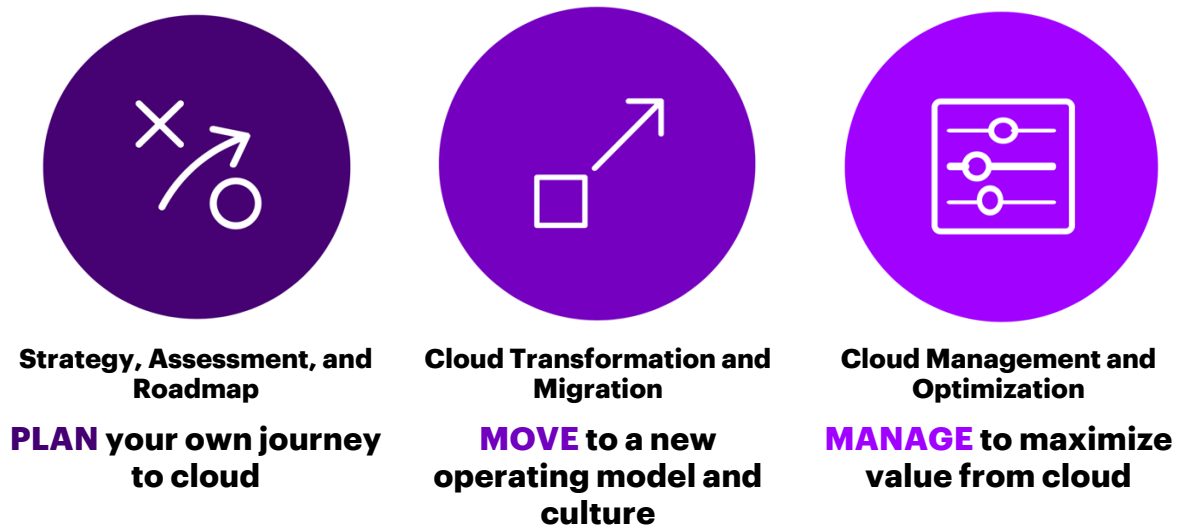 Strategy, Assessment, and
Roadmap
PLAN your own journey
to cloud
Cloud Transformation and
Migration
MOVE to a new
operating model and
culture
Cloud Management and
Optimization
MANAGE to maximize
value from cloud